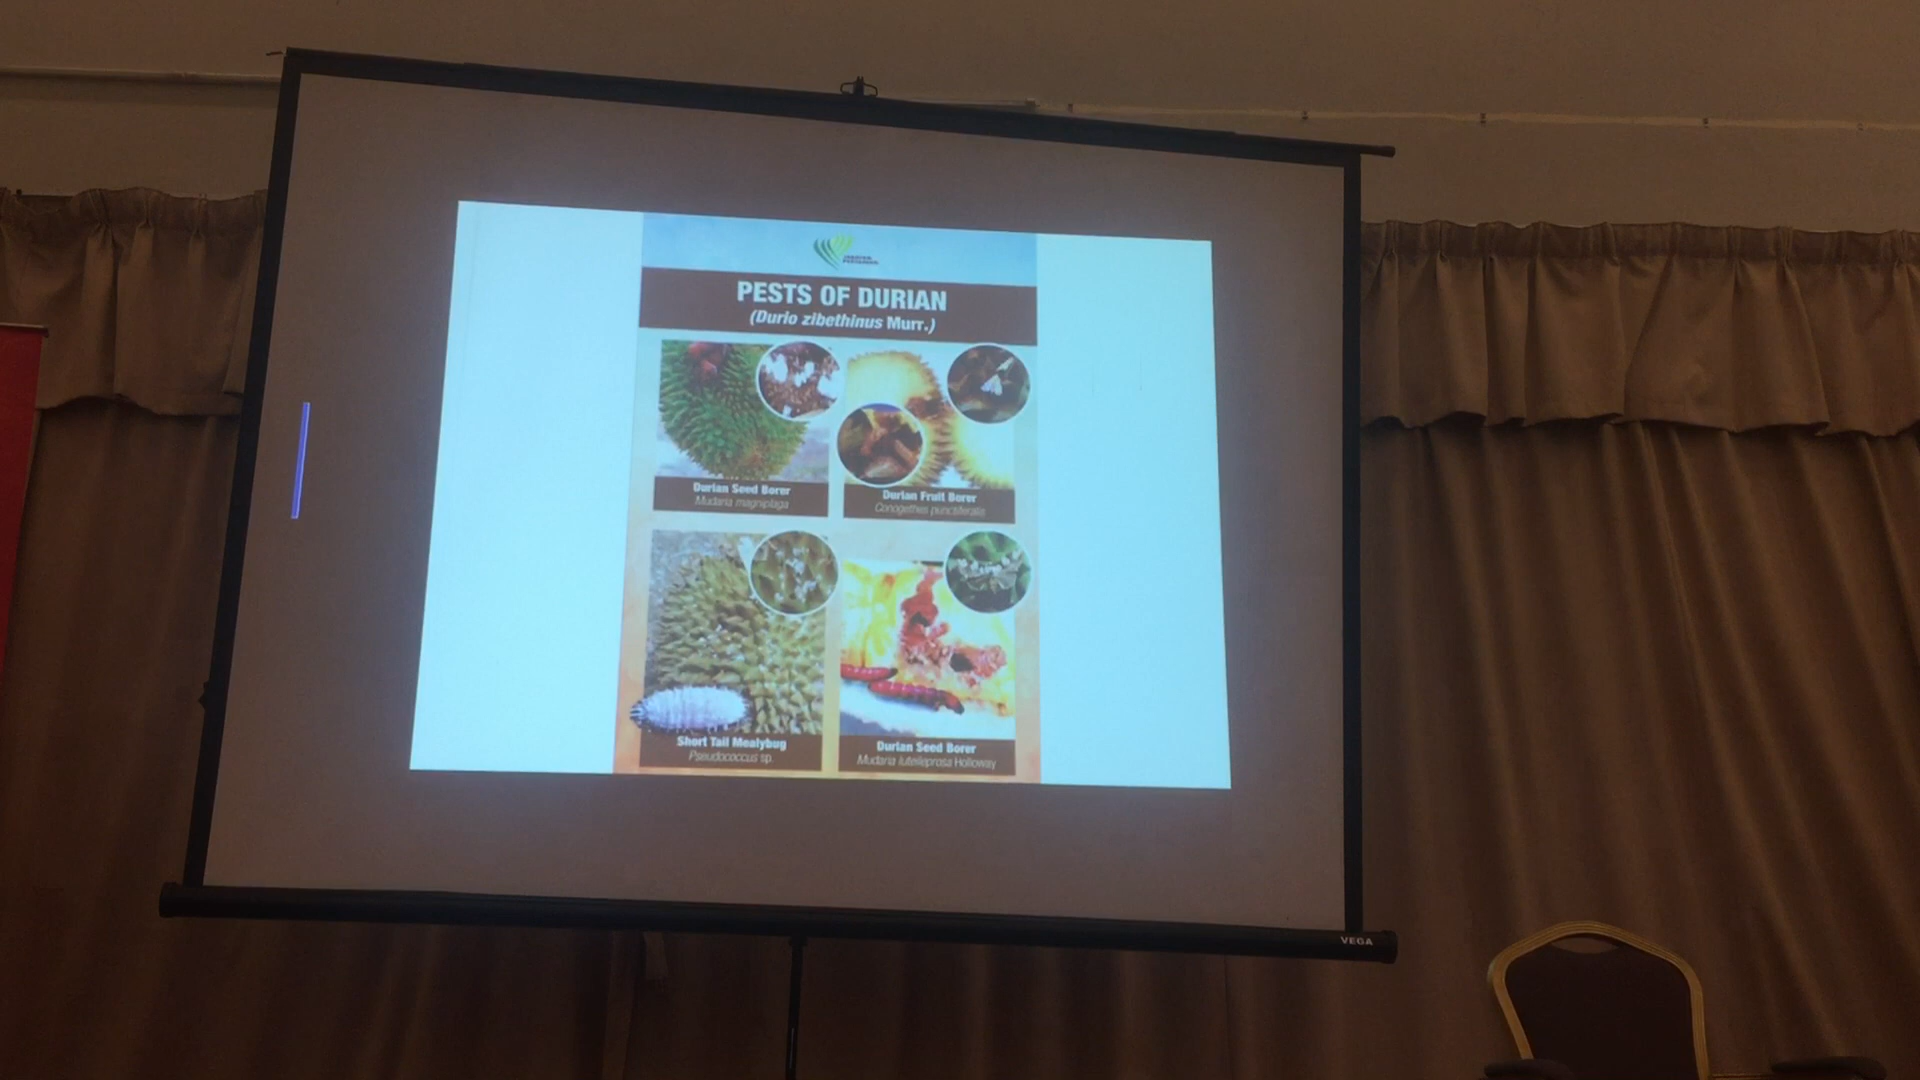 PESTS OF DURIAN
(Durio zibethinus Murr.)
Durian Seed Borer
Mudaria magniplaga
Durian Fruit Borer
Conogethes punctiferalis
Short Tail Mealybug
Pseudococcus sp.
Durian Seed Borer
Mudaria luteileprosa Holloway
VEGA